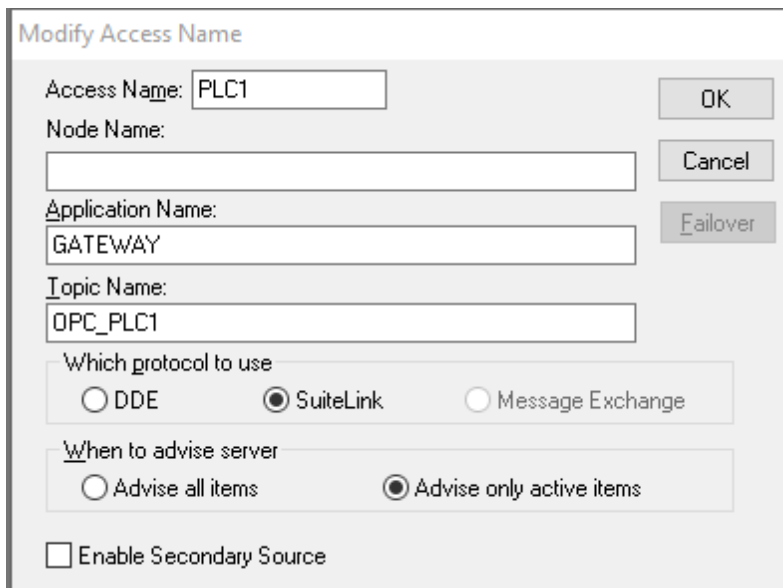 Modify Access Name
Access Name: PLC1
OK
Node Name:
Cancel
Application Name:
GATEWAY
Failover
Topic Name:
OPC_PLC1
Which protocol to use
DDE SuiteLink Message Exchange
When to advise server
Advise all items Advise only active items
Enable Secondary Source